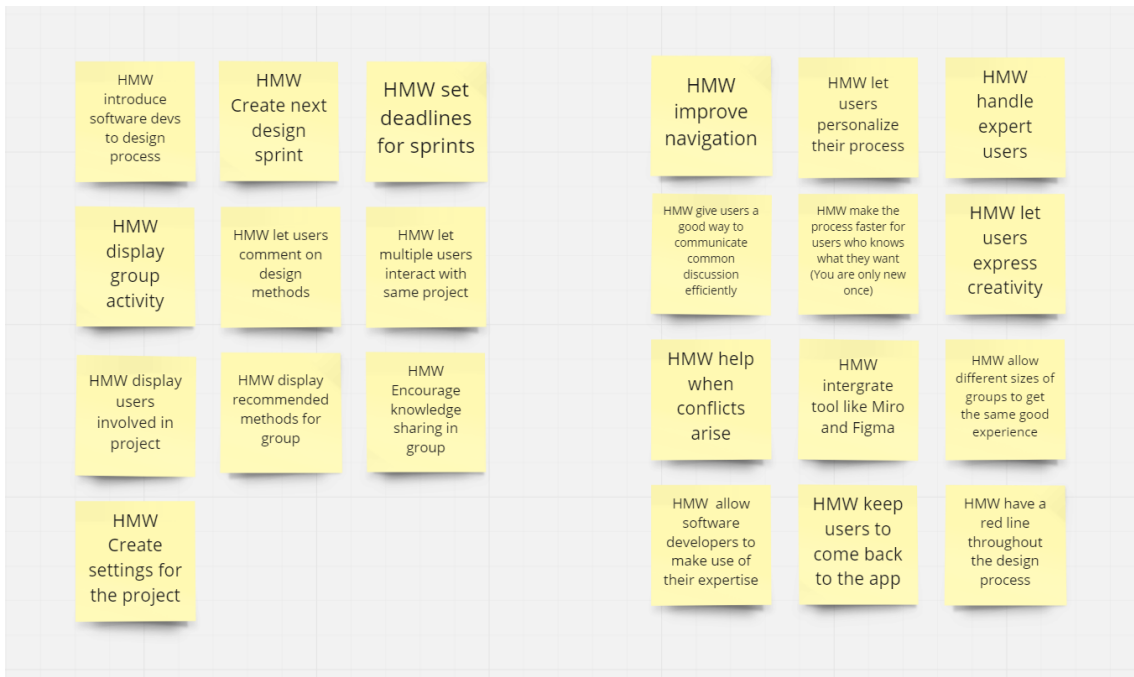 HMW
introduce
software devs
to design
process
HMW
Create next
design
sprint
HMW set
deadlines
for sprints
HMW
display
group
activity
HMW let users
comment on
design
methods
HMW let
multiple users
interact with
same project
HMW display
users
involved in
project
HMW display
recommended
methods for
group
HMW
Encourage
knowledge
sharing in
group
HMW
Create
settings for
the project
HMW
improve
navigation
HMW let
users
personalize
their process
HMW
handle
expert
users
HMW give users a
good way to
communicate
common
discussion
efficiently
HMW make the
process faster for
users who knows
what they want
(You are only new
once)
HMW let
users
express
creativity
HMW help
when
conflicts
arise
HMW
intergrate
tool like Miro
and Figma
HMW allow
different sizes of
groups to get
the same good
experience
HMW allow
software
developers to
make use of
their expertise
HMW keep
users to
come back
to the app
HMW have a
red line
throughout
the design
process